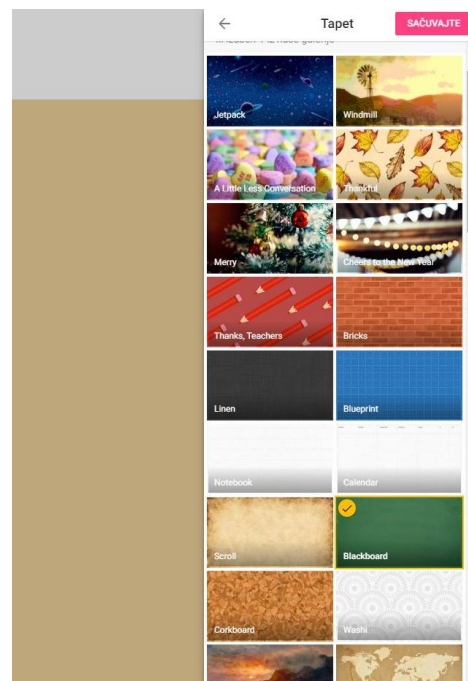 Tapet
SAČUVAJTE
Jetpack
Windmill
A Little Less Conversation
Thankful
Merry
Cheers to the New Year
Thanks, Teachers
Bricks
Linen
Blueprint
Notebook
Calendar
Scroll
Blackboard
Corkboard
Washi